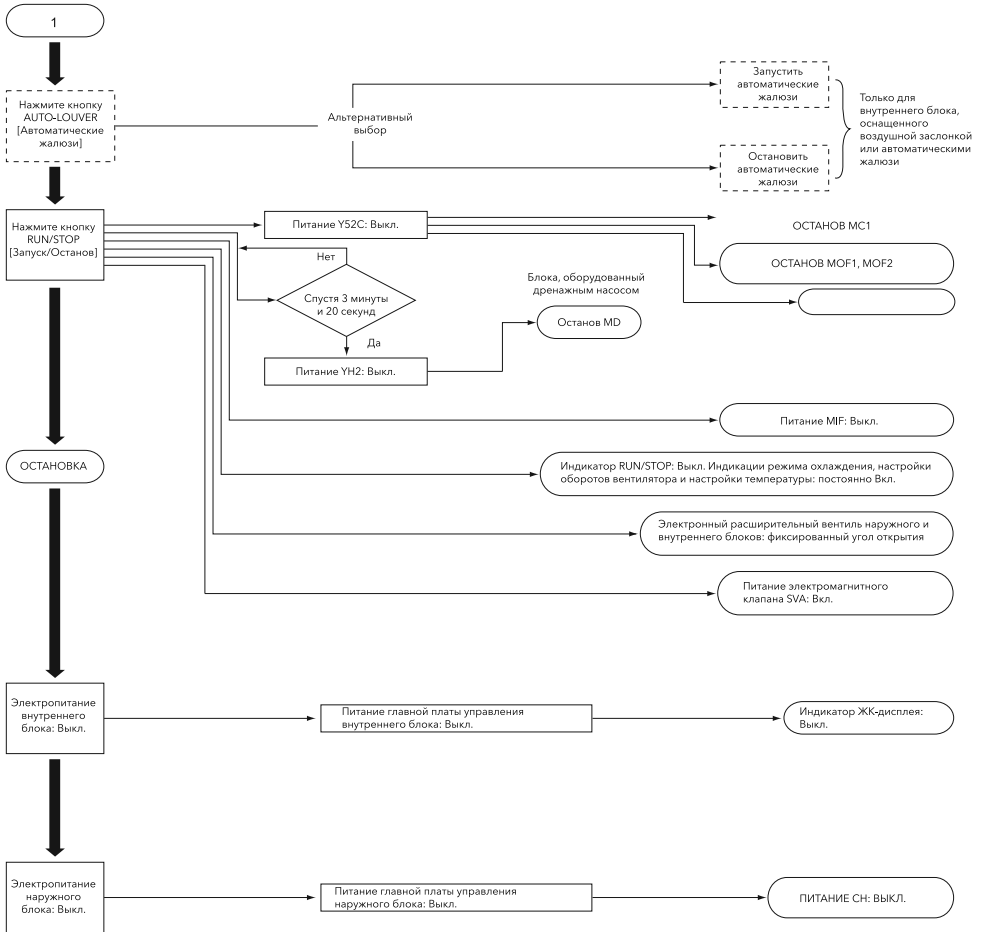 1
Нажмите кнопку
AUTO-LOUVER
[Автоматические
жалюзи]
Альтернативный
выбор
Запустить
автоматические
жалюзи
Остановить
автоматические
жалюзи
Только для
внутреннего блока,
оснащенного
воздушной заслонкой
или автоматическими
жалюзи
Нажмите кнопку
RUN/STOP
[Запуск/Останов]
Питание Y52C: Выкл.
ОСТАНОВ МС1
ОСТАНОВ MOF1, MOF2
Нет
Спустя 3 минуты
и 20 секунд
Да
Блока, оборудованный
дренажным насосом
Останов MD
Питание YH2: Выкл.
Питание MIF: Выкл.
ОСТАНОВКА
Индикатор RUN/STOP: Выкл. Индикации режима охлаждения, настройки
оборотов вентилятора и настройки температуры: постоянно Вкл.
Электронный расширительный вентиль наружного и
внутреннего блоков: фиксированный угол открытия
Питание электромагнитного
клапана SVA: Вкл.
Электропитание
внутреннего
блока: Выкл.
Питание главной платы управления
внутреннего блока: Выкл.
Индикатор ЖК-дисплея:
Выкл.
Электропитание
наружного
блока: Выкл.
Питание главной платы управления
наружного блока: Выкл.
ПИТАНИЕ СН: ВЫКЛ.